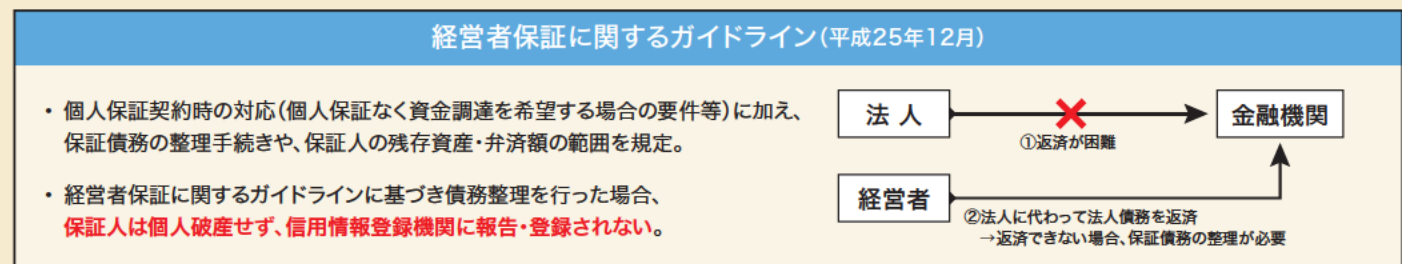 経営者保証に関するガイドライン(平成25年12月)
・ 個人保証契約時の対応(個人保証なく資金調達を希望する場合の要件等)に加え、
保証債務の整理手続きや、保証人の残存資産・弁済額の範囲を規定。
・ 経営者保証に関するガイドラインに基づき債務整理を行った場合、
保証人は個人破産せず、信用情報登録機関に報告・登録されない。
法 人
金融機関
①返済が困難
経営者
②法人に代わって法人債務を返済
→返済できない場合、保証債務の整理が必要